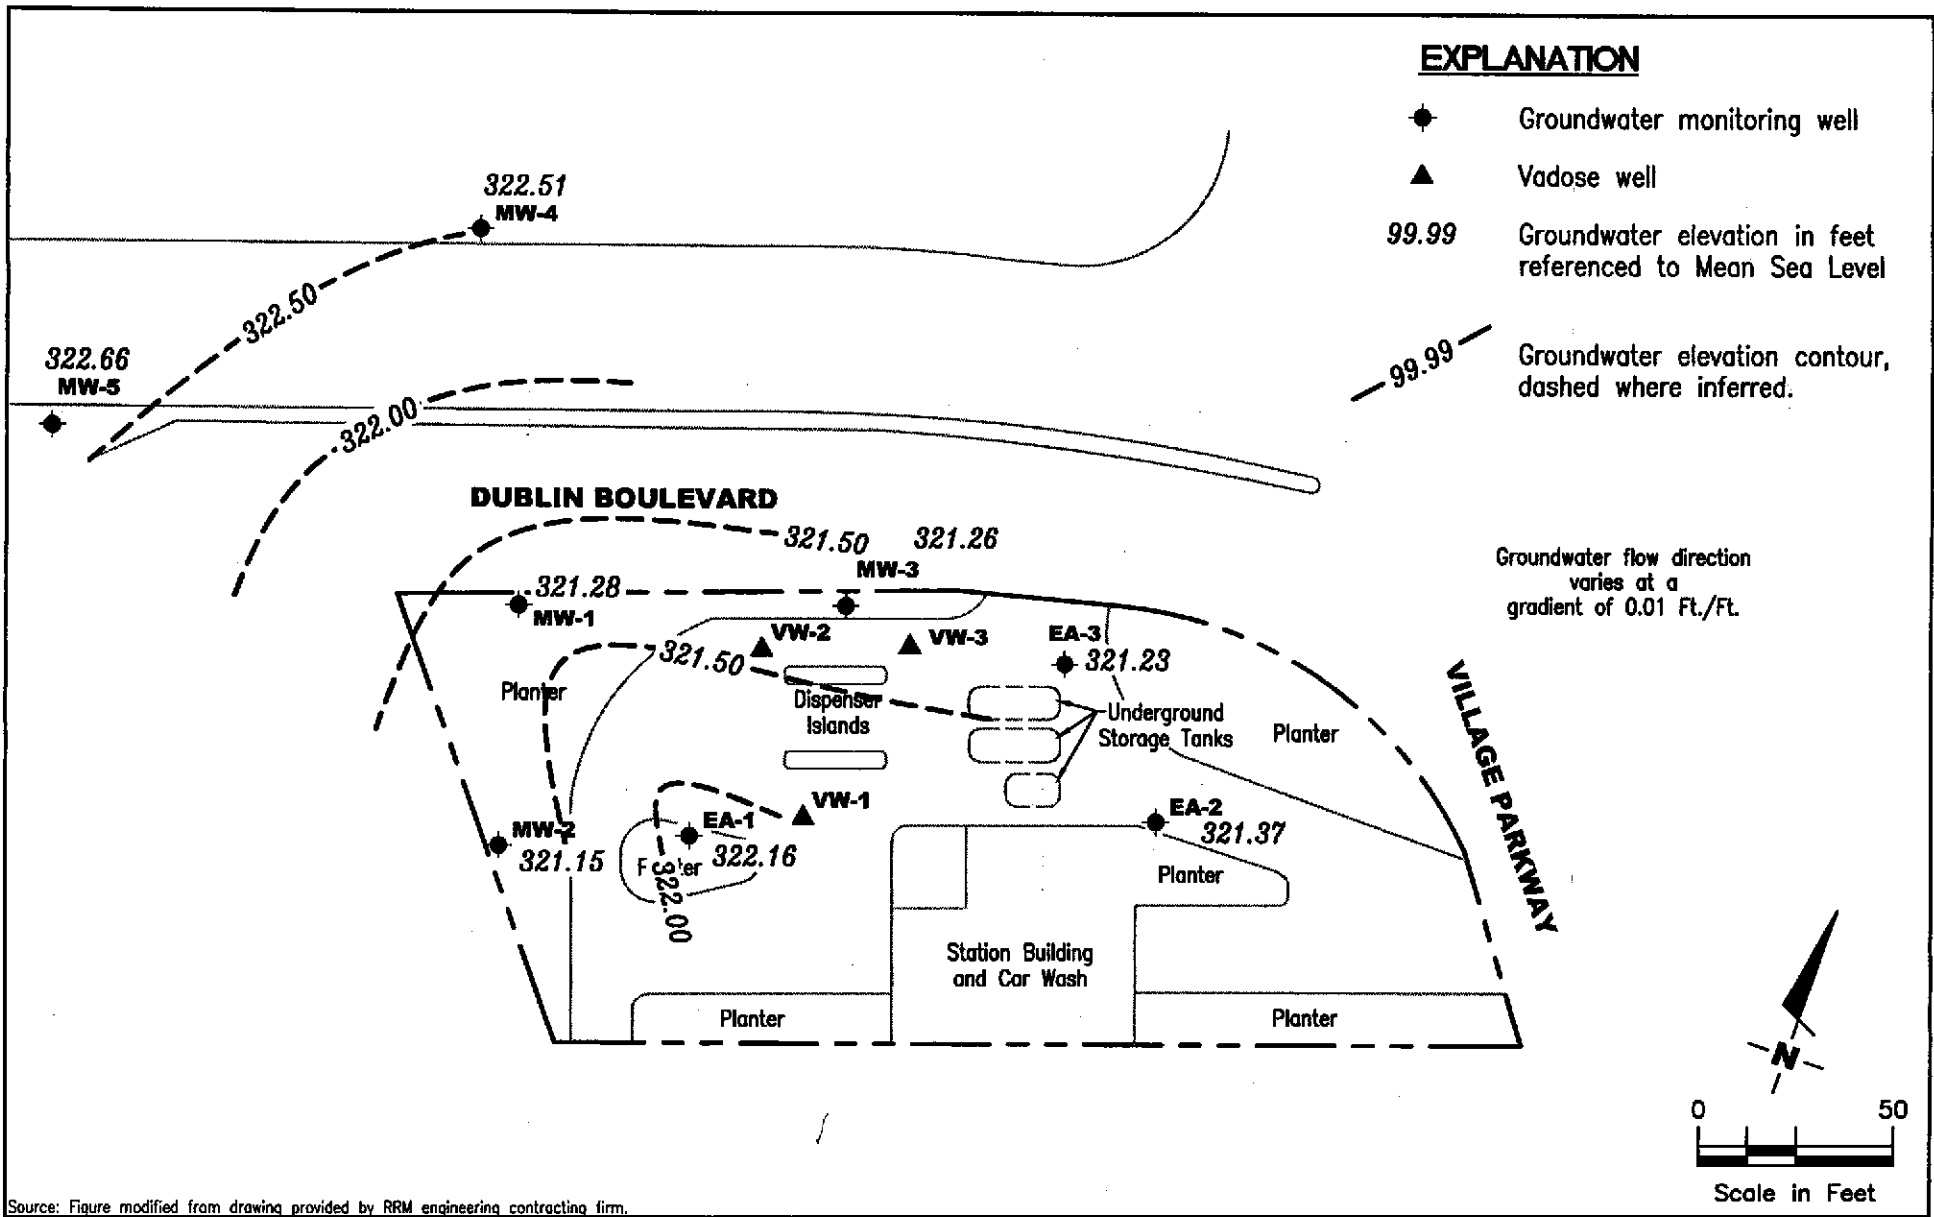 EXPLANATION
Groundwater monitoring well
Vadose well
99.99
Groundwater elevation in feet
referenced to Mean Sea Level
99.99
Groundwater elevation contour,
dashed where inferred.
322.51
MW-4
322.50
322.66
MW-5
322.00
DUBLIN BOULEVARD
321.50
321.26
MW-3
321.28
MW-1
Groundwater flow direction
varies at a
gradient of 0.01 Ft./Ft.
VW-2
VW-3
EA-3
321.23
321.50
Planter
Dispenser
Islands
Underground
Storage Tanks
Planter
VILLAGE PARKWAY
VW-1
MW-2
321.15
EA-1
322.16
322.00
EA-2
321.37
Planter
Station Building
and Car Wash
Planter
Planter
N
0 50
Scale in Feet
Source: Figure modified from drawing provided by RRM engineering contracting firm.